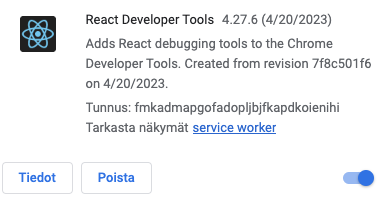 React Developer Tools 4.27.6 (4/20/2023)
Adds React debugging tools to the Chrome
Developer Tools. Created from revision 7f8c501f6
on 4/20/2023.
Tunnus: fmkadmapgofadopljbjfkapdkoienihi
Tarkasta näkymät service worker
Tiedot Poista